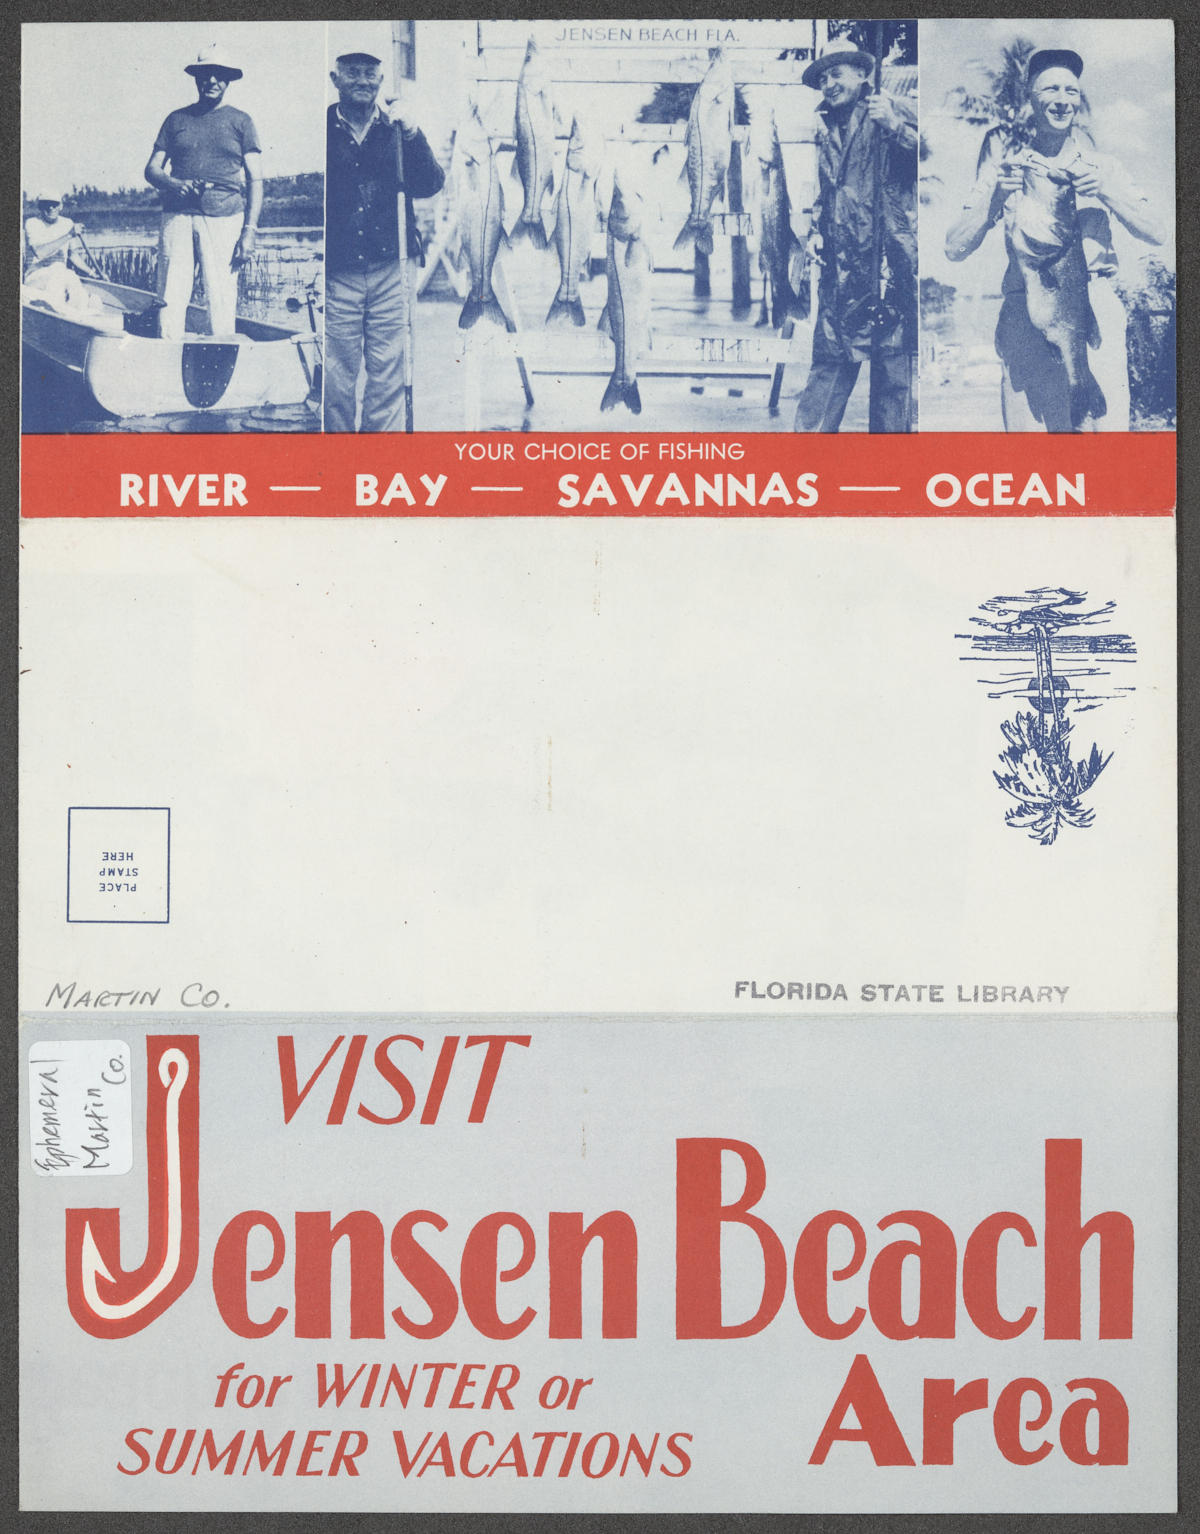 JENSEN BEACH FLA.
YOUR CHOICE OF FISHING
RIVER — BAY — SAVANNAS — OCEAN
PLACE
STAMP
HERE
MARTIN CO.
FLORIDA STATE LIBRARY
Ephemeral
Martin
Co.
VISIT
Jensen Beach
Area
for WINTER or
SUMMER VACATIONS